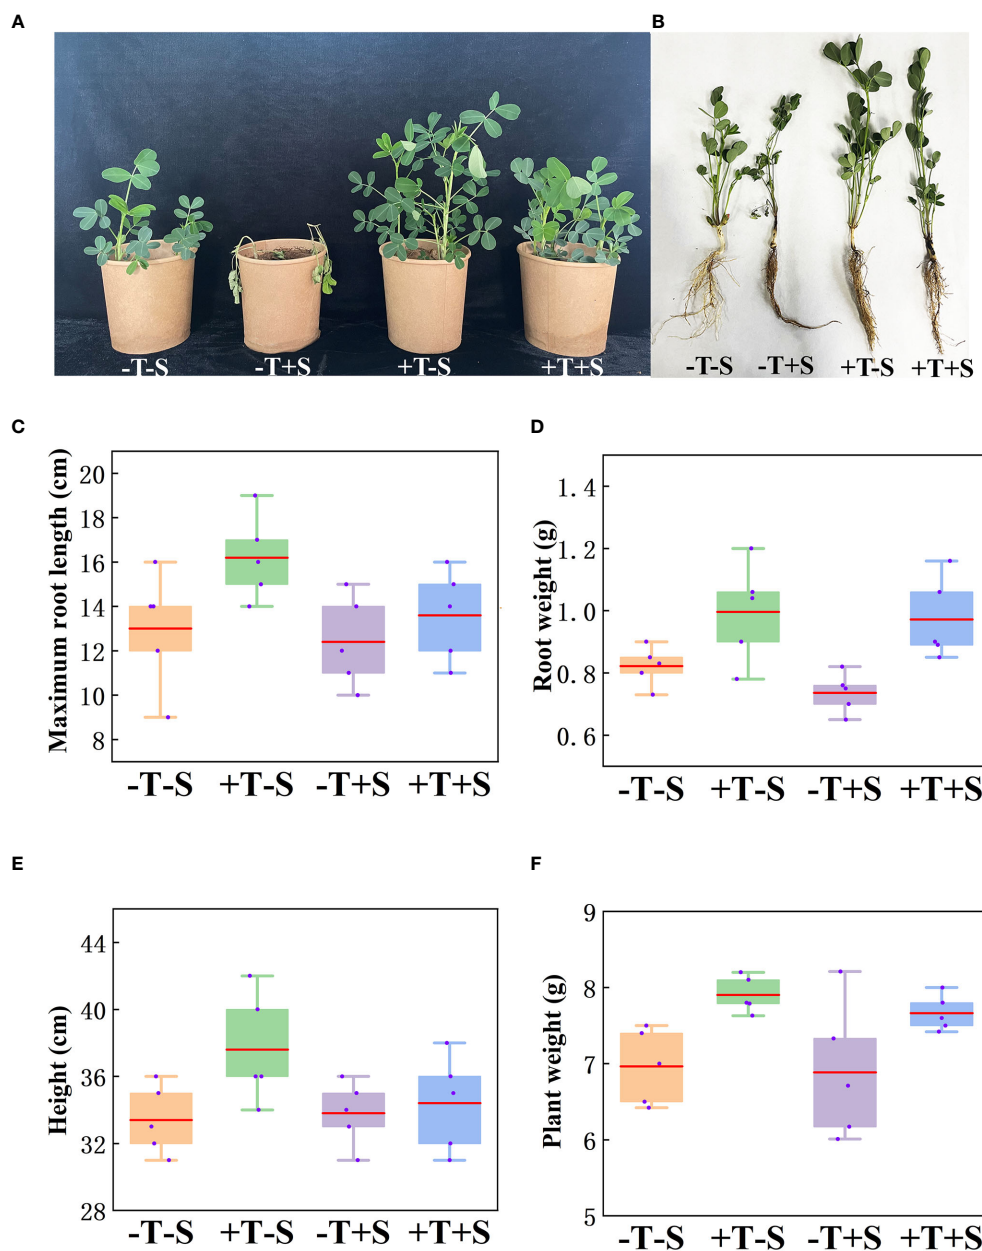 A
B
-T-S -T+S +T-S +T+S
-T-S -T+S +T-S +T+S
C
Maximum root length (cm)
20
18
16
14
12
10
8
-T-S +T-S -T+S +T+S
D
Root weight (g)
1.4
1.2
1.0
0.8
0.6
-T-S +T-S -T+S +T+S
E
Height (cm)
44
40
36
32
28
-T-S +T-S -T+S +T+S
F
Plant weight (g)
9
8
7
6
5
-T-S +T-S -T+S +T+S